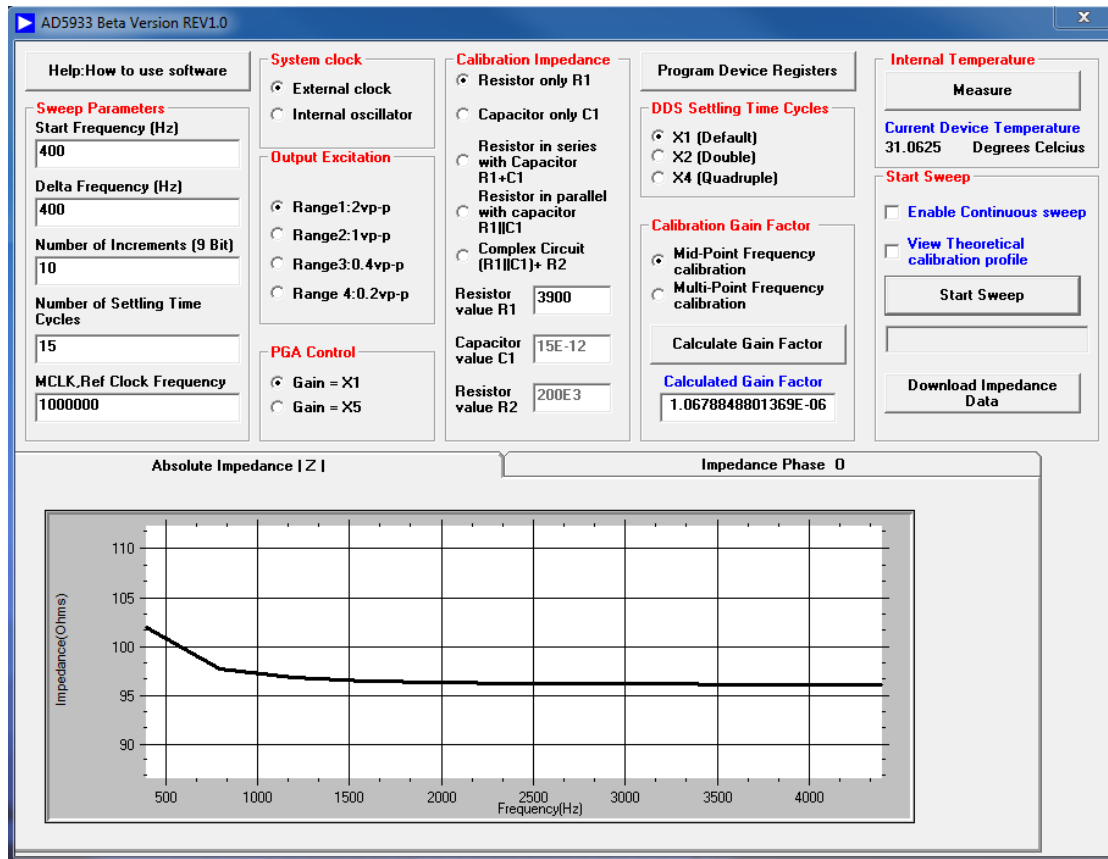 AD5933 Beta Version REV1.0
x
Help:How to use software
Sweep Parameters
Start Frequency (Hz)
400
Delta Frequency (Hz)
400
Number of Increments (9 Bit)
10
Number of Settling Time
Cycles
15
MCLK,Ref Clock Frequency
1000000
System clock
External clock
Internal oscillator
Output Excitation
Range1:2vp-p
Range2:1vp-p
Range3:0.4vp-p
Range 4:0.2vp-p
PGA Control
Gain = X1
Gain = X5
Calibration Impedance
Resistor only R1
Capacitor only C1
Resistor in series
with Capacitor
R1+C1
Resistor in parallel
with capacitor
R1||C1
Complex Circuit
(R1||C1)+ R2
Resistor
value R1
3900
Capacitor
value C1
15E-12
Resistor
value R2
200E3
Program Device Registers
DDS Settling Time Cycles
X1 (Default)
X2 (Double)
X4 (Quadruple)
Calibration Gain Factor
Mid-Point Frequency
calibration
Multi-Point Frequency
calibration
Calculate Gain Factor
Calculated Gain Factor
1.0678848801369E-06
Internal Temperature
Measure
Current Device Temperature
31.0625 Degrees Celcius
Start Sweep
Enable Continuous sweep
View Theoretical
calibration profile
Start Sweep
Download Impedance
Data
Absolute Impedance |Z|
Impedance Phase 0
Impedance(Ohms)
110
105
100
95
90
500 1000 1500 2000 2500 3000 3500 4000
Frequency(Hz)